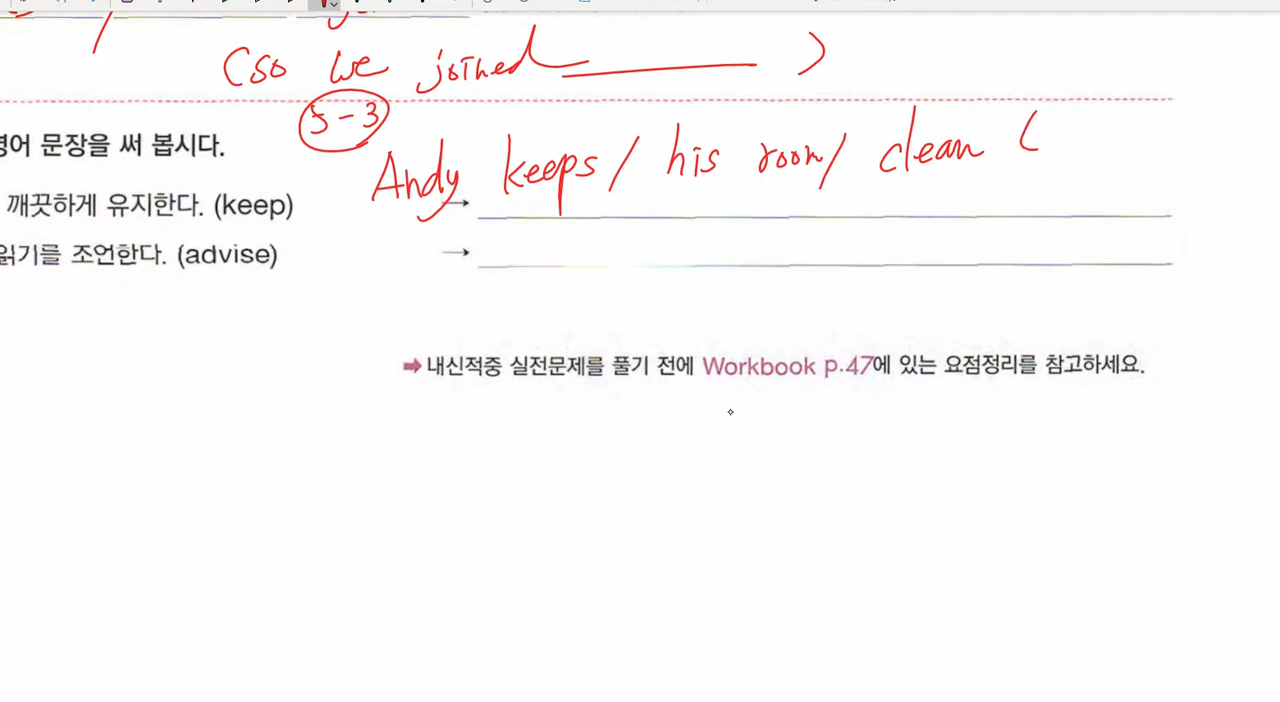 (so we joined ______ )
5-3
영어 문장을 써 봅시다.
Andy keeps / his room / clean (
깨끗하게 유지한다. (keep) →
읽기를 조언한다. (advise) →
➡ 내신적중 실전문제를 풀기 전에 Workbook p.47에 있는 요점정리를 참고하세요.